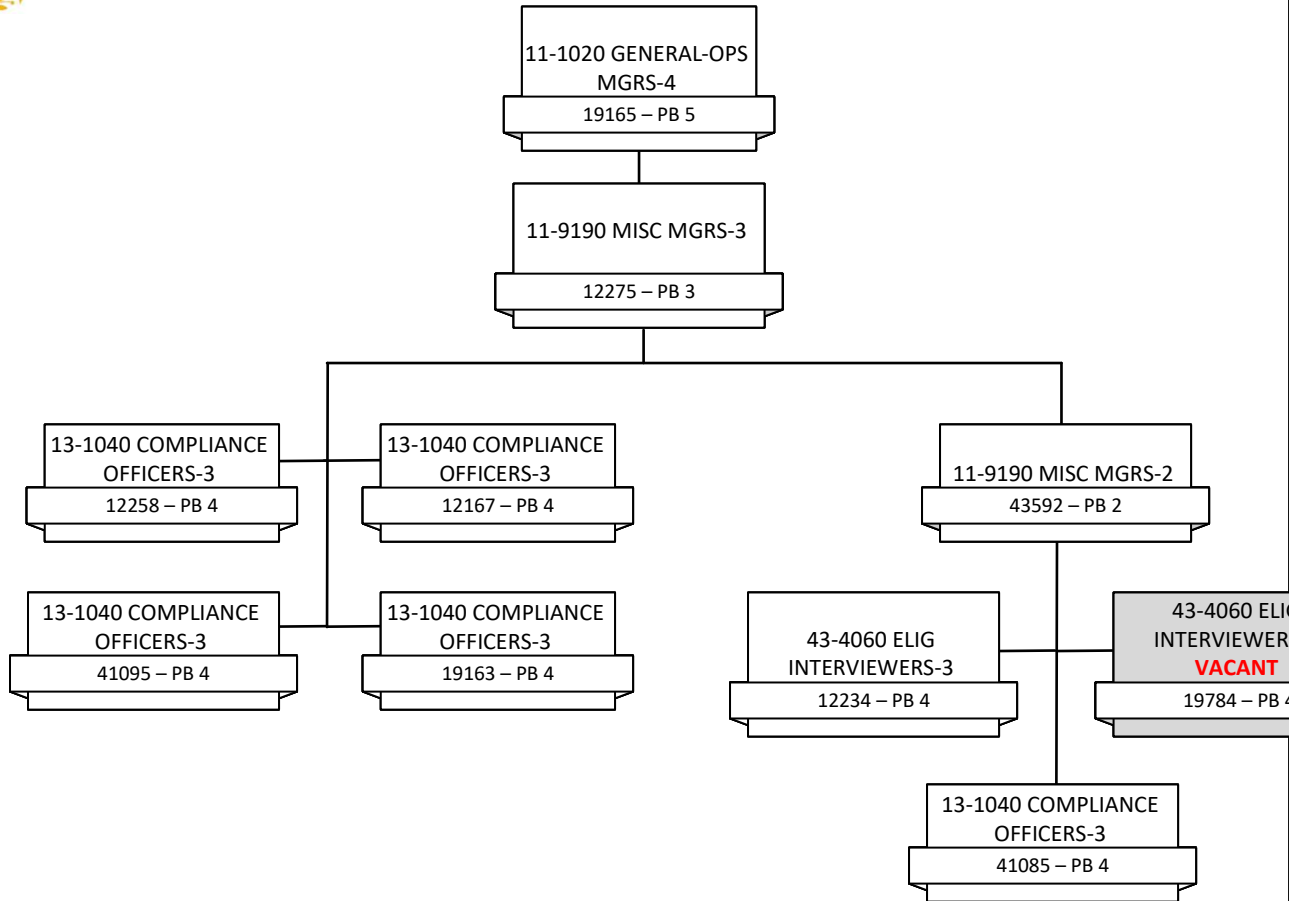 11-1020 GENERAL-OPS
MGRS-4
19165 – PB 5
11-9190 MISC MGRS-3
12275 – PB 3
13-1040 COMPLIANCE
OFFICERS-3
12258 – PB 4
13-1040 COMPLIANCE
OFFICERS-3
12167 – PB 4
11-9190 MISC MGRS-2
43592 – PB 2
13-1040 COMPLIANCE
OFFICERS-3
41095 – PB 4
13-1040 COMPLIANCE
OFFICERS-3
19163 – PB 4
43-4060 ELIG
INTERVIEWERS-3
12234 – PB 4
43-4060
VACANT
19784 – PB 4
13-1040 COMPLIANCE
OFFICERS-3
41085 – PB 4